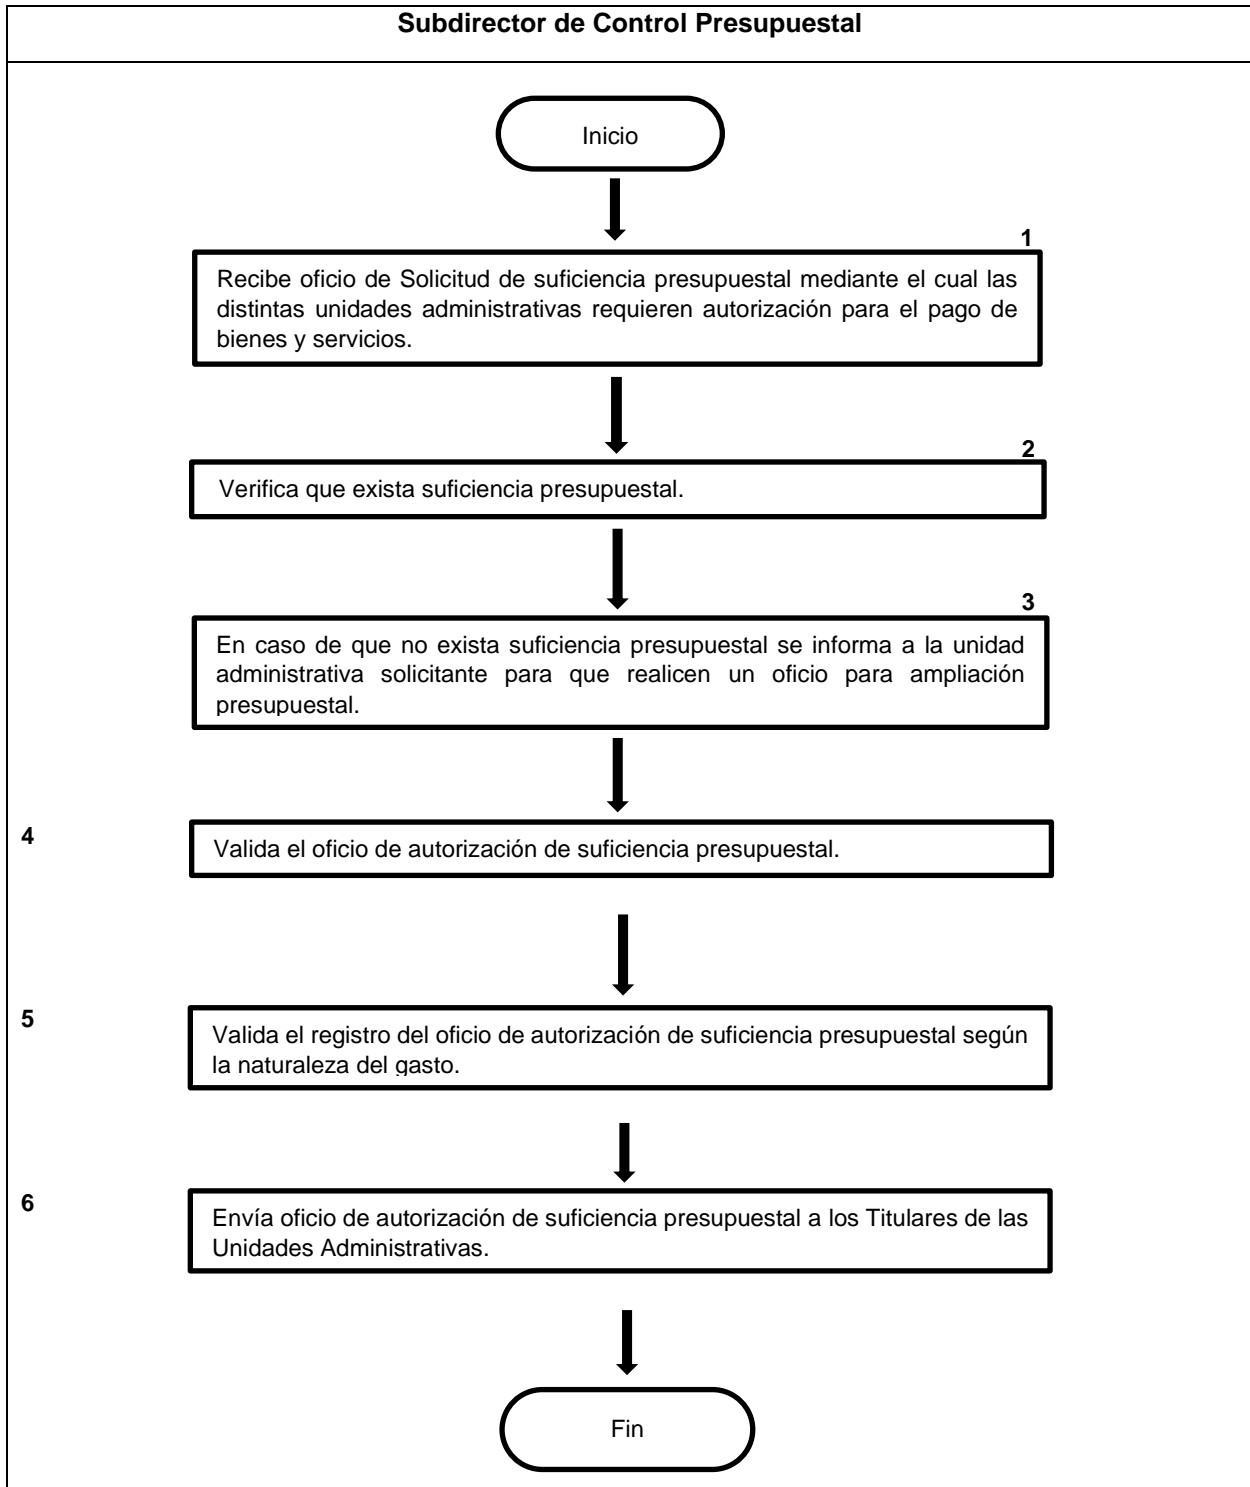 Subdirector de Control Presupuestal
Inicio
1
Recibe oficio de Solicitud de suficiencia presupuestal mediante el cual las
distintas unidades administrativas requieren autorización para el pago de
bienes y servicios.
2
Verifica que exista suficiencia presupuestal.
3
En caso de que no exista suficiencia presupuestal se informa a la unidad
administrativa solicitante para que realicen un oficio para ampliación
presupuestal.
4
Valida el oficio de autorización de suficiencia presupuestal.
5
Valida el registro del oficio de autorización de suficiencia presupuestal según
la naturaleza del gasto.
6
Envía oficio de autorización de suficiencia presupuestal a los Titulares de las
Unidades Administrativas.
Fin